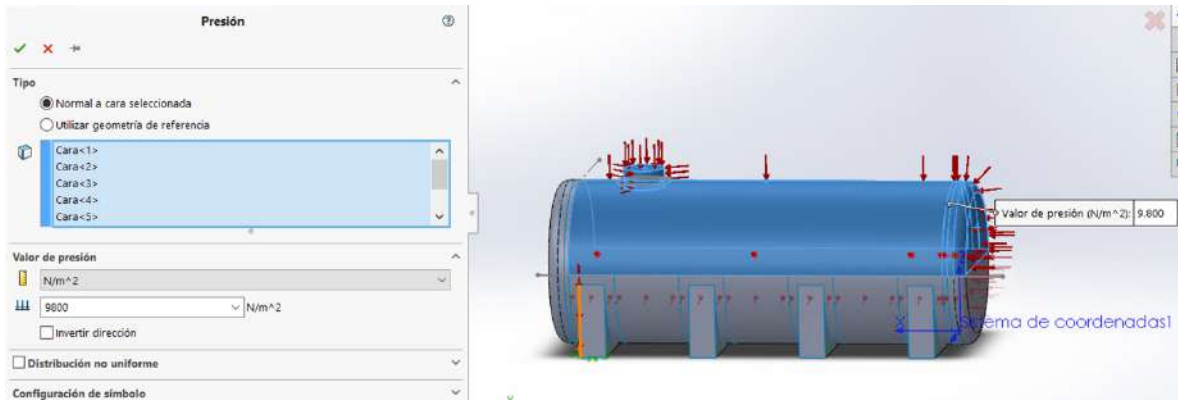 Presión
Tipo
Normal a cara seleccionada
Utilizar geometría de referencia
Cara<1>
Cara<2>
Cara<3>
Cara<4>
Cara<5>
Valor de presión
N/m^2
9800
N/m^2
Invertir dirección
Distribución no uniforme
Configuración de símbolo
Valor de presión (N/m^2): 9.800
X
Sistema de coordenadas1
Y